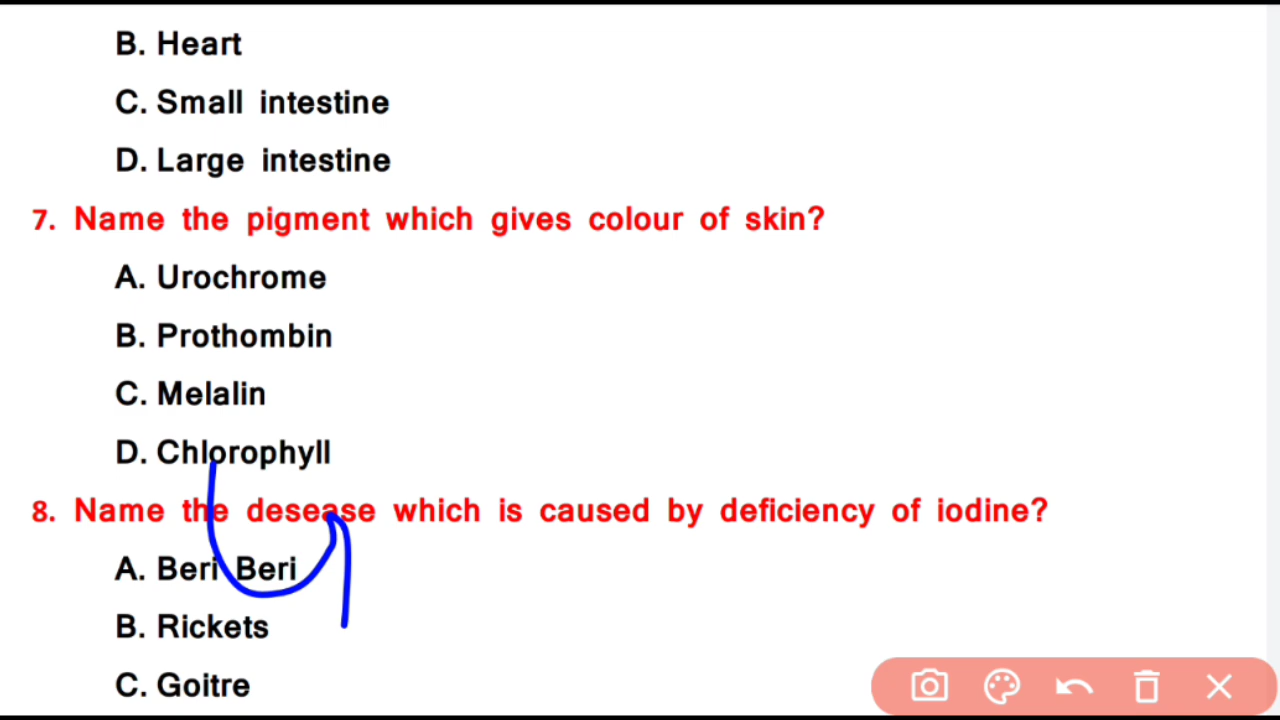 B. Heart
C. Small intestine
D. Large intestine
7. Name the pigment which gives colour of skin?
A. Urochrome
B. Prothombin
C. Melalin
D. Chlorophyll
8. Name the desease which is caused by deficiency of iodine?
A. Beri Beri
B. Rickets
C. Goitre